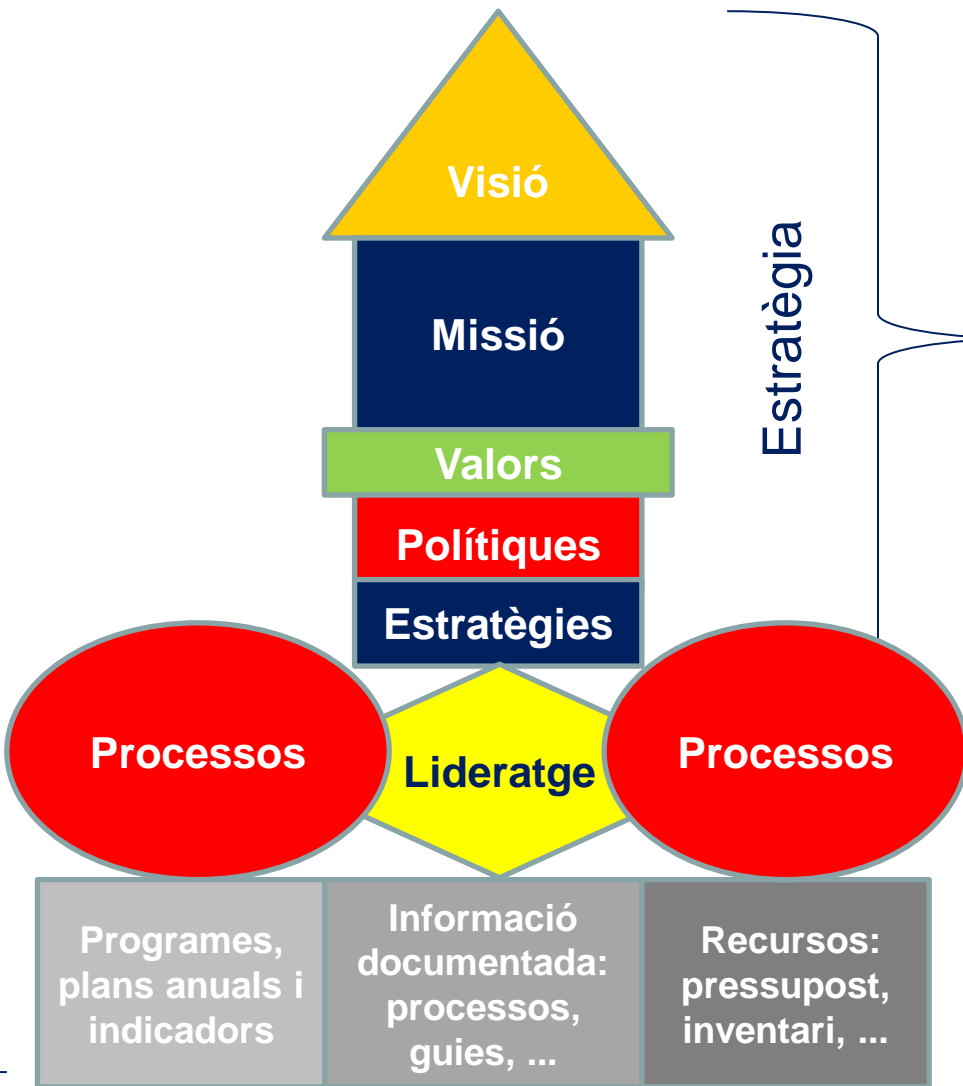 Visió
Missió
Valors
Polítiques
Estratègies
Estratègia
Processos
Lideratge
Processos
Programes,
plans anuals i
indicadors
Informació
documentada:
processos,
guies, ...
Recursos:
pressupost,
inventari, ...